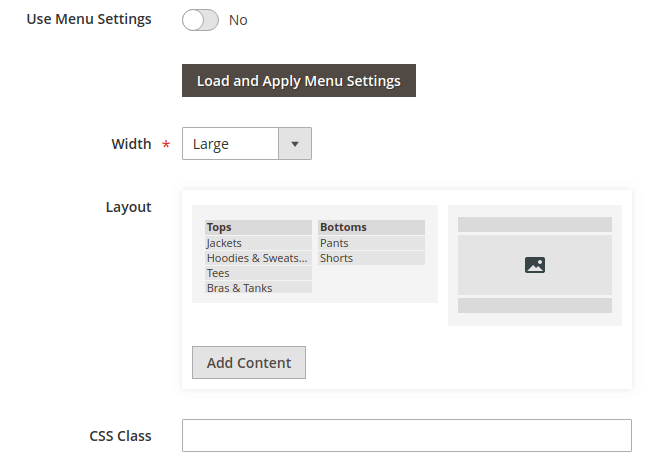 Use Menu Settings No
Load and Apply Menu Settings
Width * Large
Layout
Tops Bottoms
Jackets Pants
Hoodies & Sweats... Shorts
Tees
Bras & Tanks
Add Content
CSS Class